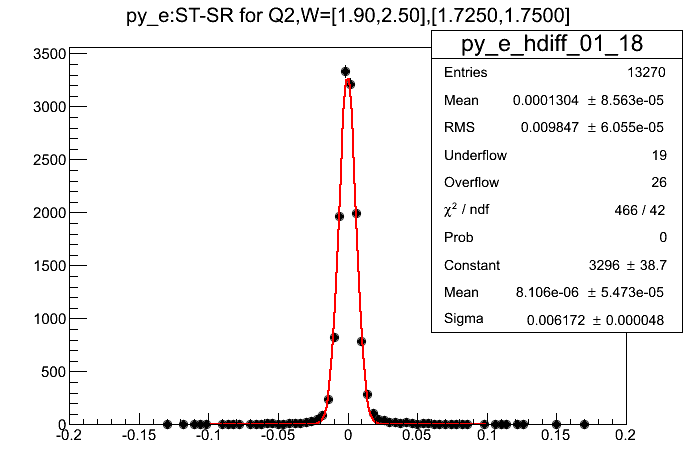 py_e:ST-SR for Q2,W=[1.90,2.50],[1.7250,1.7500]
py_e_hdiff_01_18
Entries 13270
Mean 0.0001304 ± 8.563e-05
RMS 0.009847 ± 6.055e-05
Underflow 19
Overflow 26
χ² / ndf 466 / 42
Prob 0
Constant 3296 ± 38.7
Mean 8.106e-06 ± 5.473e-05
Sigma 0.006172 ± 0.000048
3500
3000
2500
2000
1500
1000
500
0
-0.2 -0.15 -0.1 -0.05 0 0.05 0.1 0.15 0.2